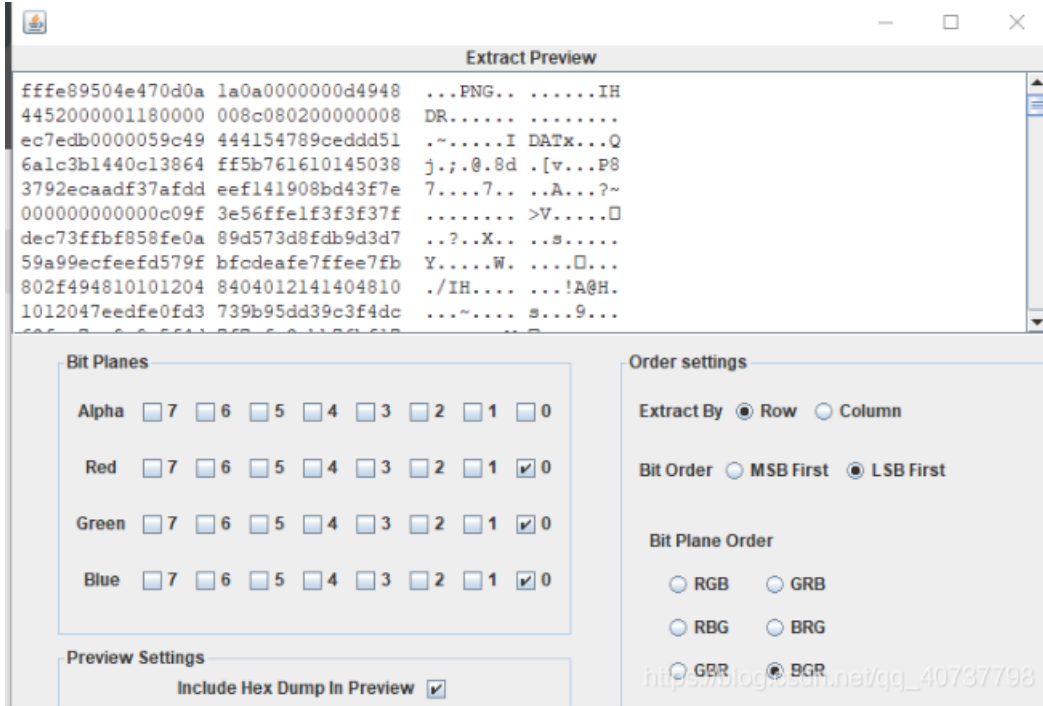 Extract Preview
fffe89504e470d0a 1a0a0000000d4948 ...PNG.. ......IH
4452000001180000 008c080200000008 DR...... ........
ec7edb0000059c49 444154789ceddd51 .~.....I DATx...Q
6a1c3b1440c13864 ff5b761610145038 j.;.@.8d .[v...P8
3792ecaadf37afdd eef141908bd43f7e 7....7.. ..A...?~
000000000000c09f 3e56ffe1f3f3f37f ........ >V.....□
dec73ffbf858fe0a 89d573d8fdb9d3d7 ..?..X.. ..s.....
59a99ecfeefd579f bfcdeafe7ffee7fb Y.....W. ....□...
802f494810101204 8404012141404810 ./IH.... ...!A@H.
1012047eedfe0fd3 739b95dd39c3f4dc ...~.... s...9...
Bit Planes
Order settings
Alpha 7 6 5 4 3 2 1 0
Extract By Row Column
Red 7 6 5 4 3 2 1 0
Bit Order MSB First LSB First
Green 7 6 5 4 3 2 1 0
Bit Plane Order
Blue 7 6 5 4 3 2 1 0
RGB GRB
RBG BRG
Preview Settings
GBR BGR
Include Hex Dump In Preview
https://blog.csdn.net/qq_40737798